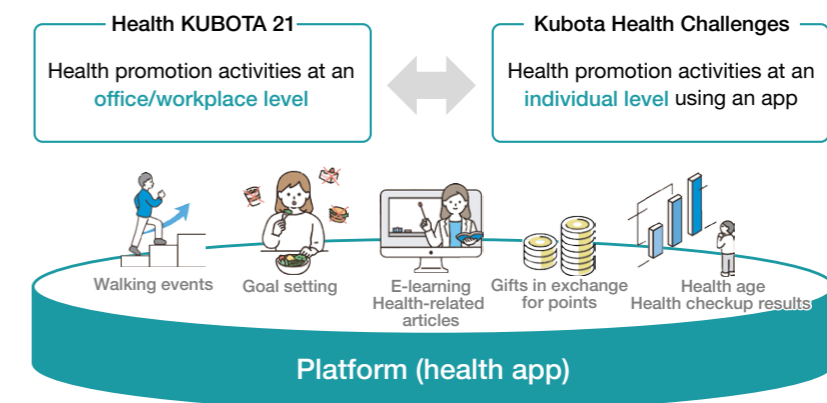 Health KUBOTA 21
Health promotion activities at an
office/workplace level
Kubota Health Challenges
Health promotion activities at an
individual level using an app
Walking events
Goal setting
E-learning
Health-related
articles
Gifts in exchange
for points
Health age
Health checkup results
Platform (health app)